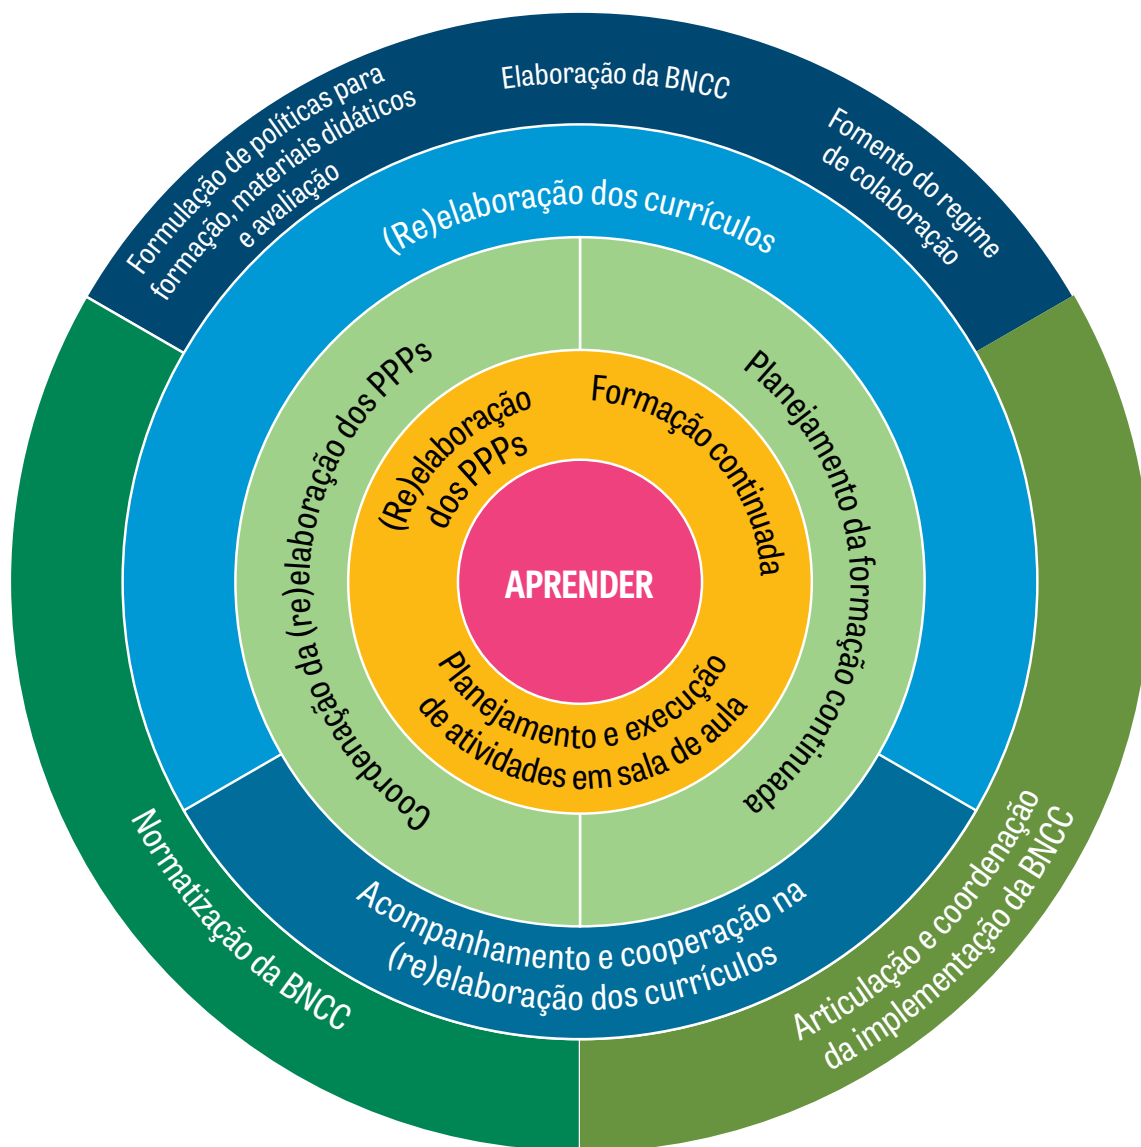 Elaboração da BNCC
Formulação de políticas para
formação, materiais didáticos
e avaliação
Fomento do regime
de colaboração
(Re)elaboração dos currículos
Coordenação da (re)elaboração dos PPPs
Planejamento da formação continuada
(Re)elaboração
dos PPPs
Formação continuada
APRENDER
Planejamento e execução
de atividades em sala de aula
Acompanhamento e cooperação na
(re)elaboração dos currículos
Normatização da BNCC
Articulação e coordenação
da implementação da BNCC